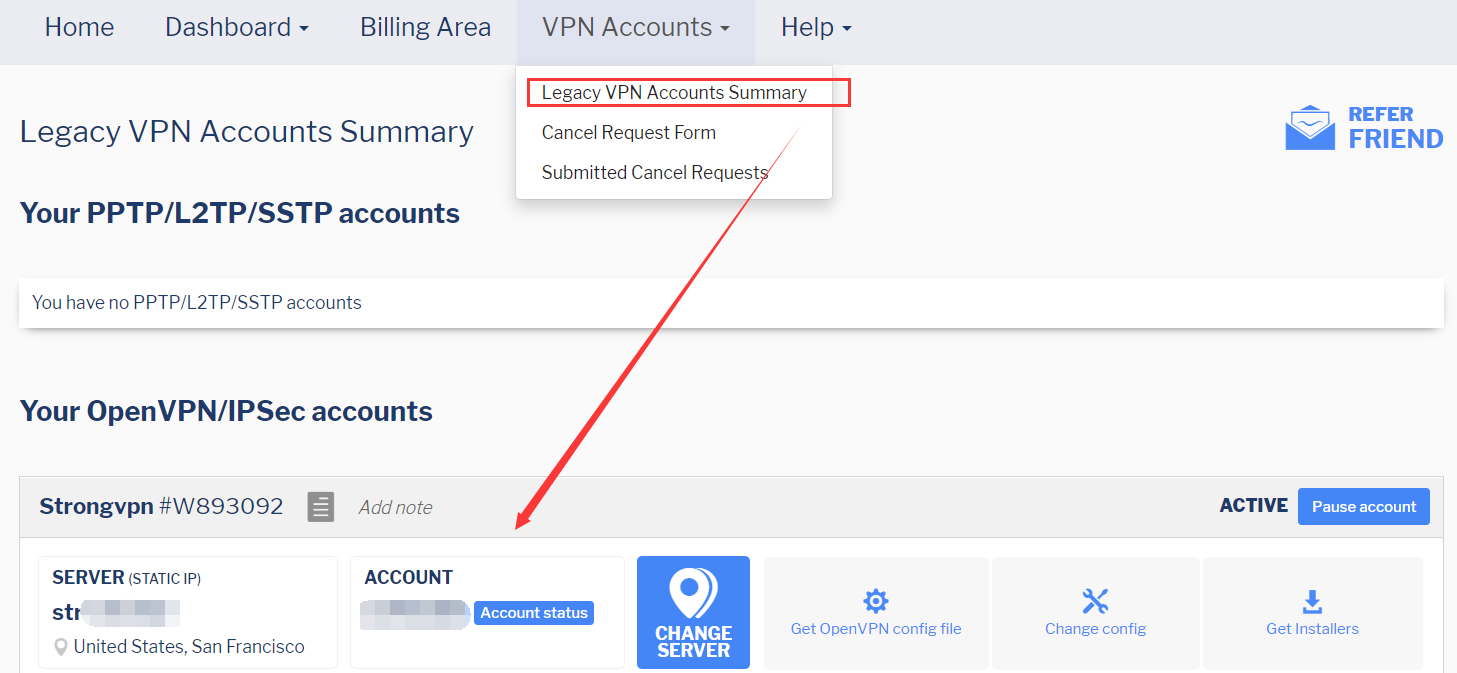 Home Dashboard Billing Area VPN Accounts Help
Legacy VPN Accounts Summary
Cancel Request Form
Submitted Cancel Requests
REFER
FRIEND
Legacy VPN Accounts Summary
Your PPTP/L2TP/SSTP accounts
You have no PPTP/L2TP/SSTP accounts
Your OpenVPN/IPSec accounts
Strongvpn #W893092 Add note ACTIVE Pause account
SERVER (STATIC IP)
str
United States, San Francisco
ACCOUNT
Account status
CHANGE
SERVER
Get OpenVPN config file
Change config
Get Installers